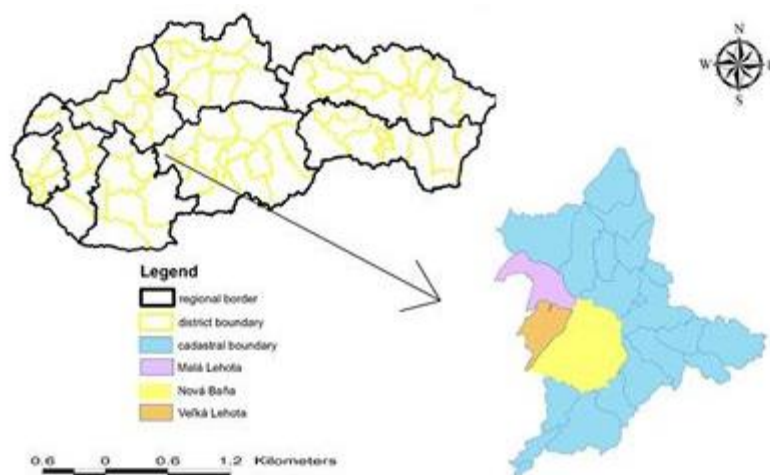 N
W E
S
Legend
regional border
district boundary
cadastral boundary
Malá Lehota
Nová Baňa
Veľká Lehota
0.6 0 0.6 1.2 Kilometers